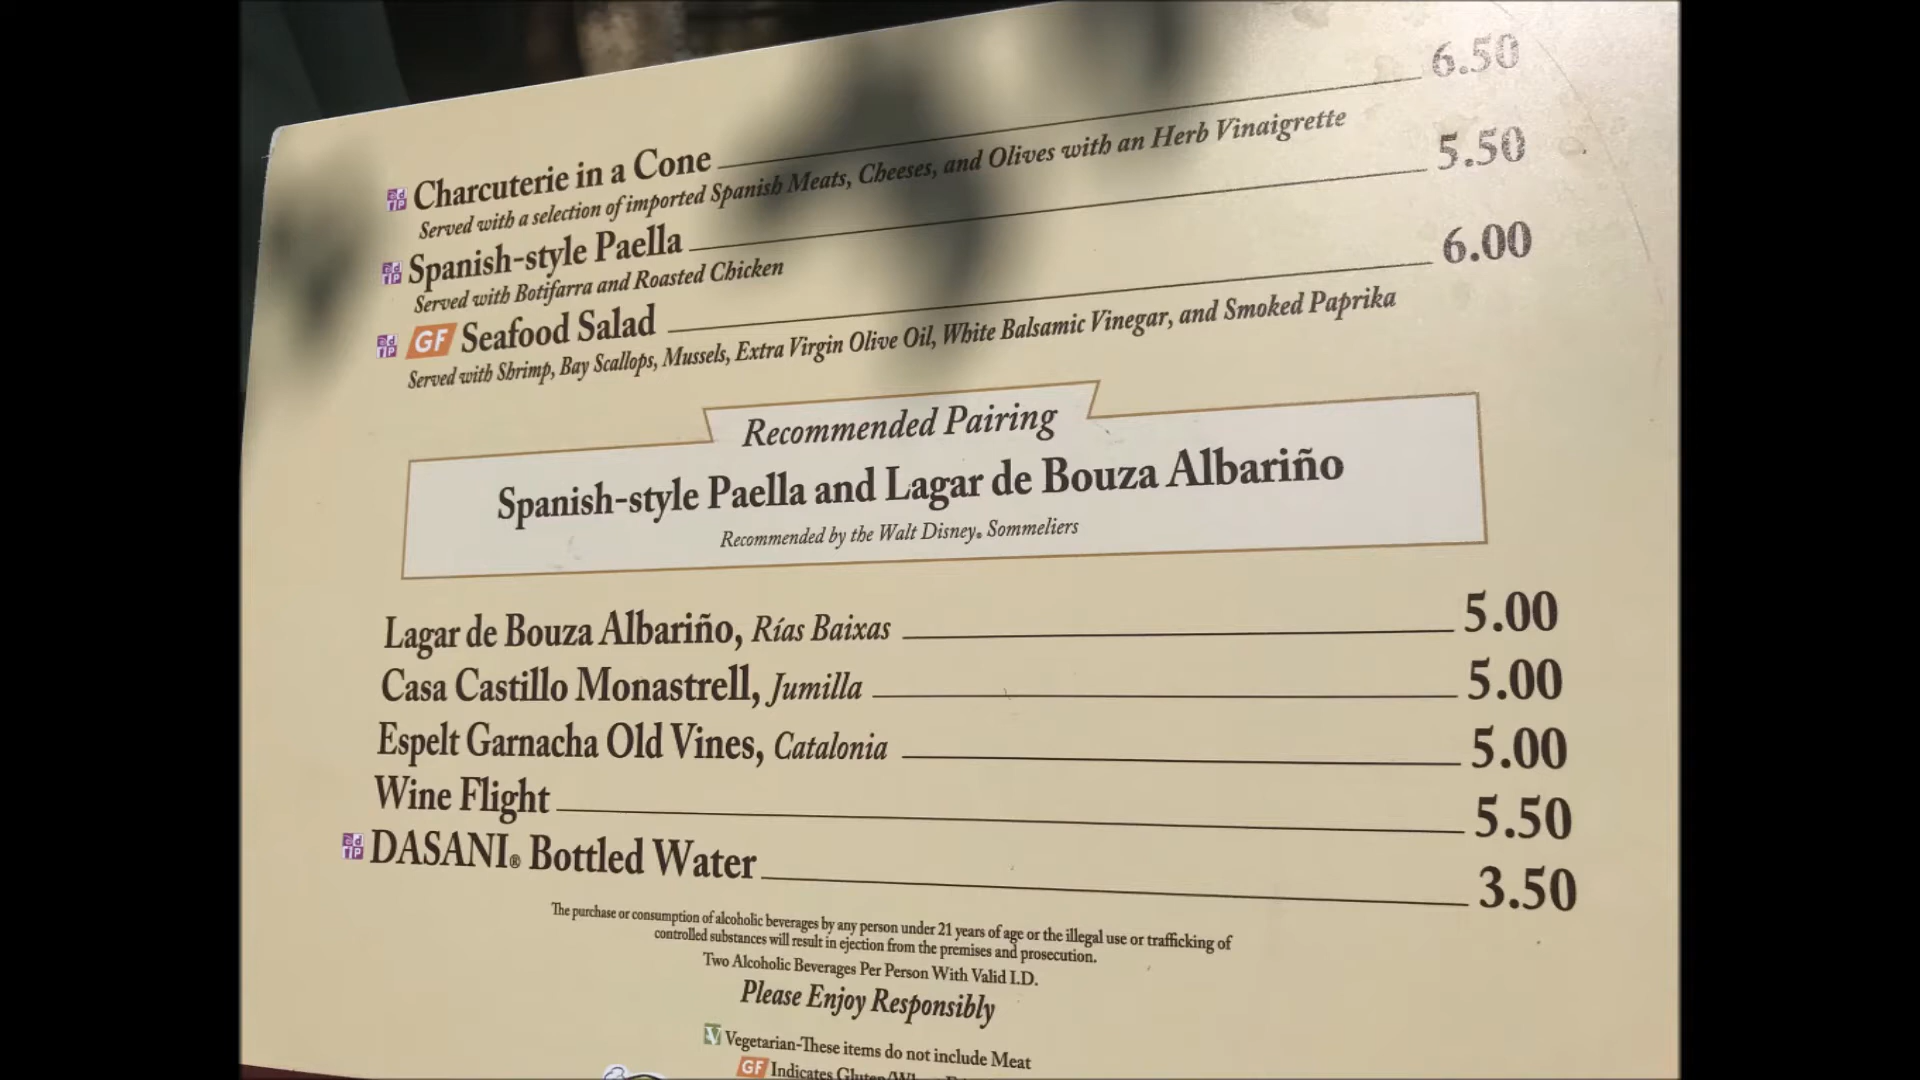 Charcuterie in a Cone 6.50
Served with a selection of imported Spanish Meats, Cheeses, and Olives with an Herb Vinaigrette
Spanish-style Paella 5.50
Served with Botifarra and Roasted Chicken
GF Seafood Salad 6.00
Served with Shrimp, Bay Scallops, Mussels, Extra Virgin Olive Oil, White Balsamic Vinegar, and Smoked Paprika
Recommended Pairing
Spanish-style Paella and Lagar de Bouza Albariño
Recommended by the Walt Disney® Sommeliers
Lagar de Bouza Albariño, Rías Baixas 5.00
Casa Castillo Monastrell, Jumilla 5.00
Espelt Garnacha Old Vines, Catalonia 5.00
Wine Flight 5.50
DASANI® Bottled Water 3.50
The purchase or consumption of alcoholic beverages by any person under 21 years of age or the illegal use or trafficking of
controlled substances will result in ejection from the premises and prosecution.
Two Alcoholic Beverages Per Person With Valid I.D.
Please Enjoy Responsibly
V Vegetarian-These items do not include Meat
GF Indicates